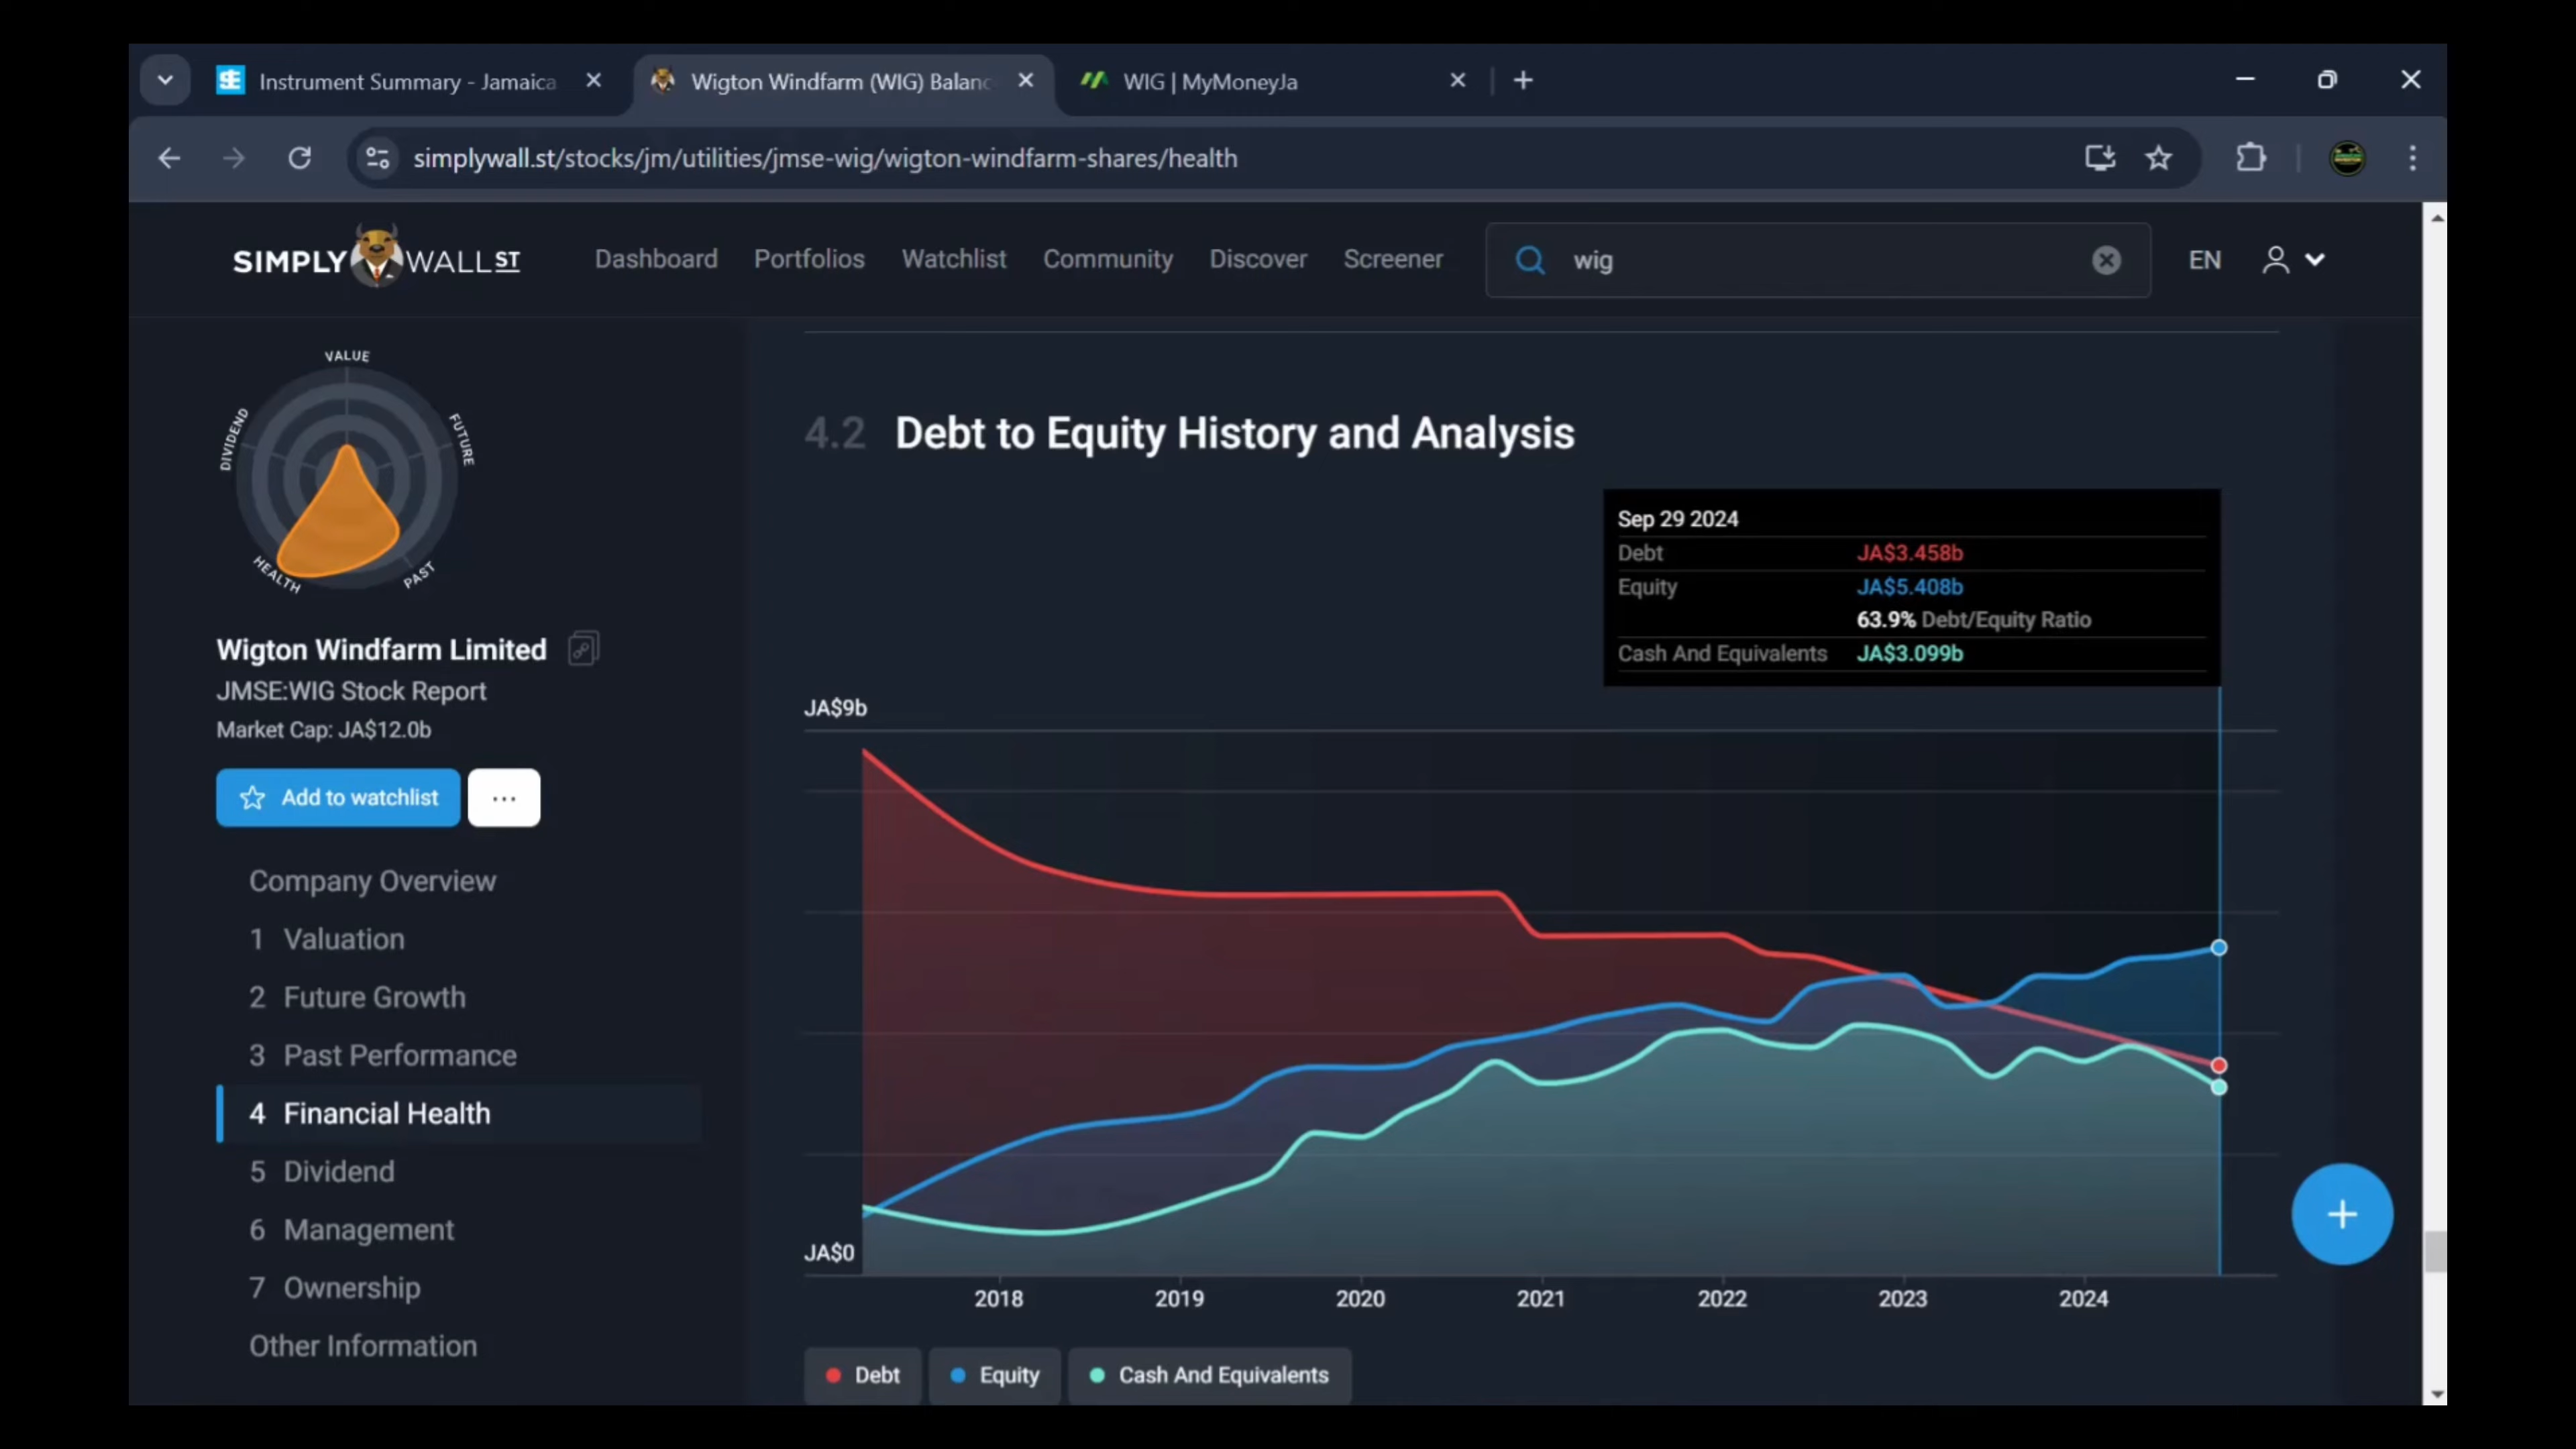 Instrument Summary - Jamaica
Wigton Windfarm (WIG) Balanc
WIG | MyMoneyJa
simplywall.st/stocks/jm/utilities/jmse-wig/wigton-windfarm-shares/health
SIMPLY WALL ST
Dashboard
Portfolios
Watchlist
Community
Discover
Screener
wig
EN
VALUE
FUTURE
PAST
HEALTH
DIVIDEND
Wigton Windfarm Limited
JMSE:WIG Stock Report
Market Cap: JA$12.0b
Add to watchlist
...
Company Overview
1 Valuation
2 Future Growth
3 Past Performance
4 Financial Health
5 Dividend
6 Management
7 Ownership
Other Information
4.2 Debt to Equity History and Analysis
Sep 29 2024
Debt JA$3.458b
Equity JA$5.408b
63.9% Debt/Equity Ratio
Cash And Equivalents JA$3.099b
JA$9b
JA$0
2018 2019 2020 2021 2022 2023 2024
Debt
Equity
Cash And Equivalents